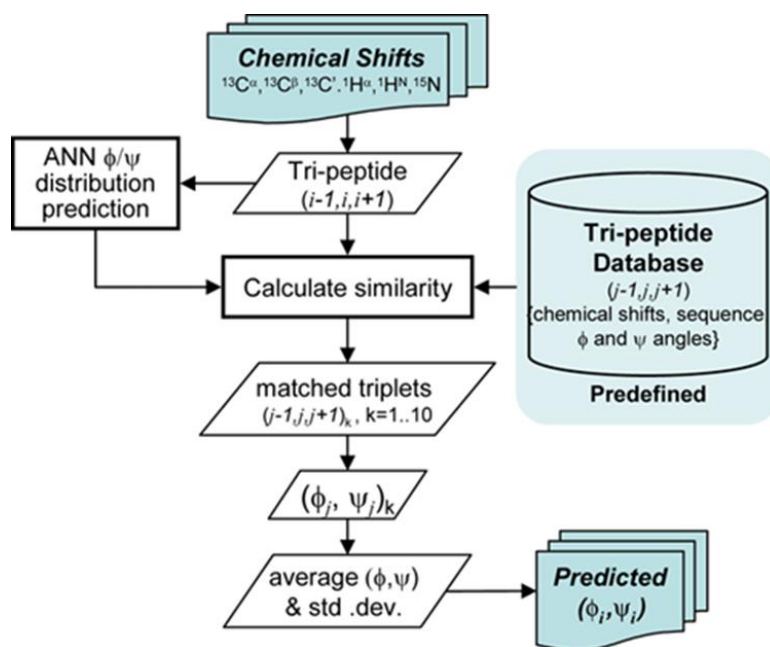 Chemical Shifts
¹³Cᵅ,¹³Cᵝ,¹³C'.¹Hᵅ,¹Hᴺ,¹⁵N
ANN ϕ/ψ
distribution
prediction
Tri-peptide
(i-1,i,i+1)
Calculate similarity
Tri-peptide
Database
(j-1,j,j+1)
{chemical shifts, sequence
ϕ and ψ angles}
Predefined
matched triplets
(j-1,j,j+1)ₖ, k=1..10
(ϕⱼ, ψⱼ)ₖ
average (ϕ,ψ)
& std .dev.
Predicted
(ϕᵢ,ψᵢ)